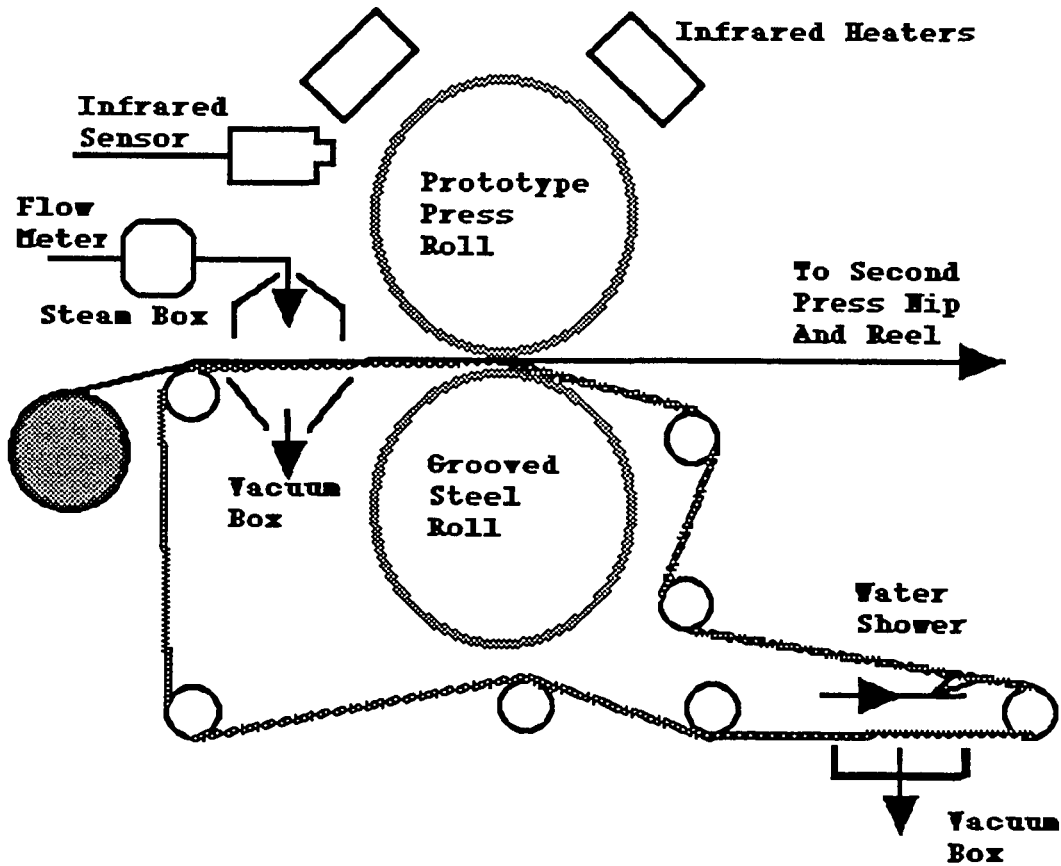 Infrared Heaters
Infrared
Sensor
Prototype
Press
Roll
Flow
Meter
Steam Box
To Second
Press Nip
And Reel
Vacuum
Box
Grooved
Steel
Roll
Water
Shower
Vacuum
Box